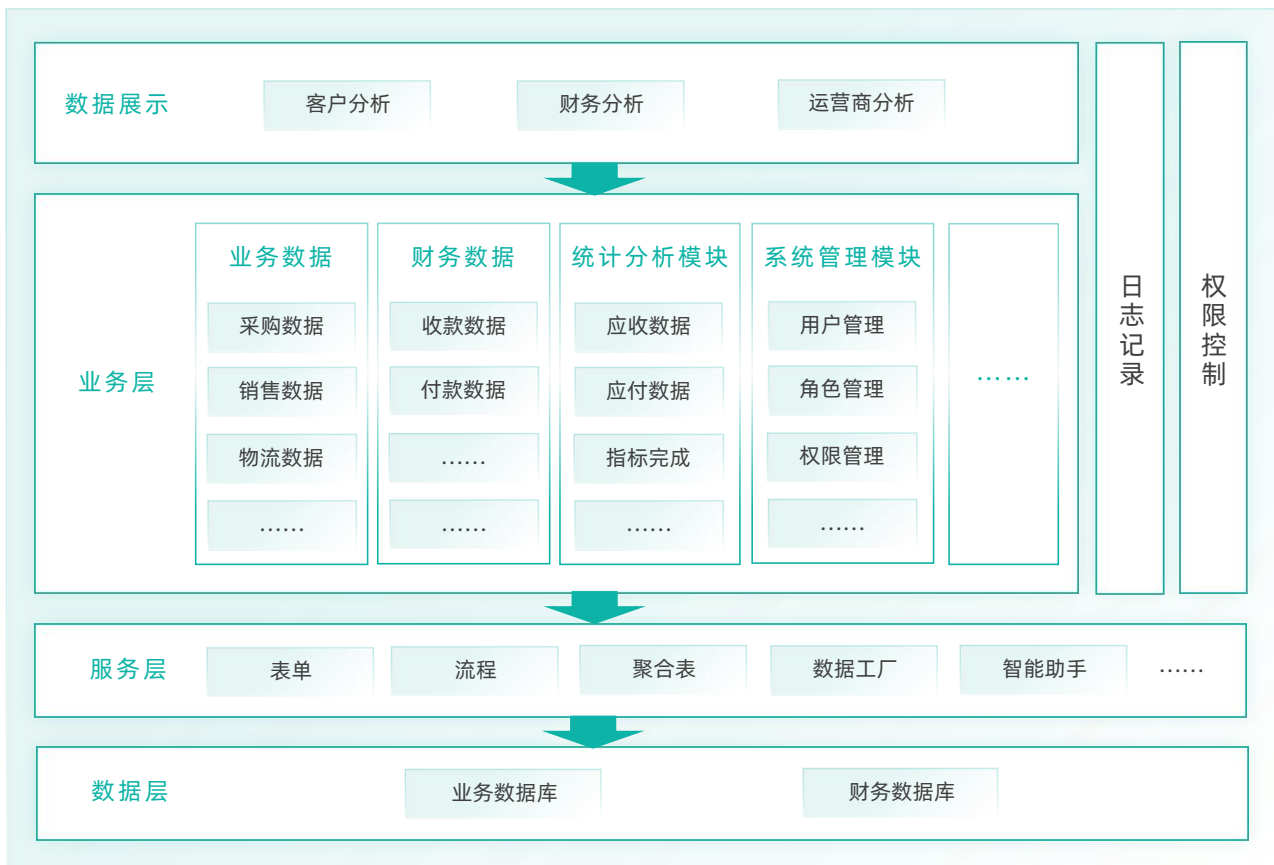 数据展示
客户分析
财务分析
运营商分析
业务层
业务数据
采购数据
销售数据
物流数据
……
财务数据
收款数据
付款数据
……
……
统计分析模块
应收数据
应付数据
指标完成
……
系统管理模块
用户管理
角色管理
权限管理
……
……
日志记录
权限控制
服务层
表单
流程
聚合表
数据工厂
智能助手
……
数据层
业务数据库
财务数据库